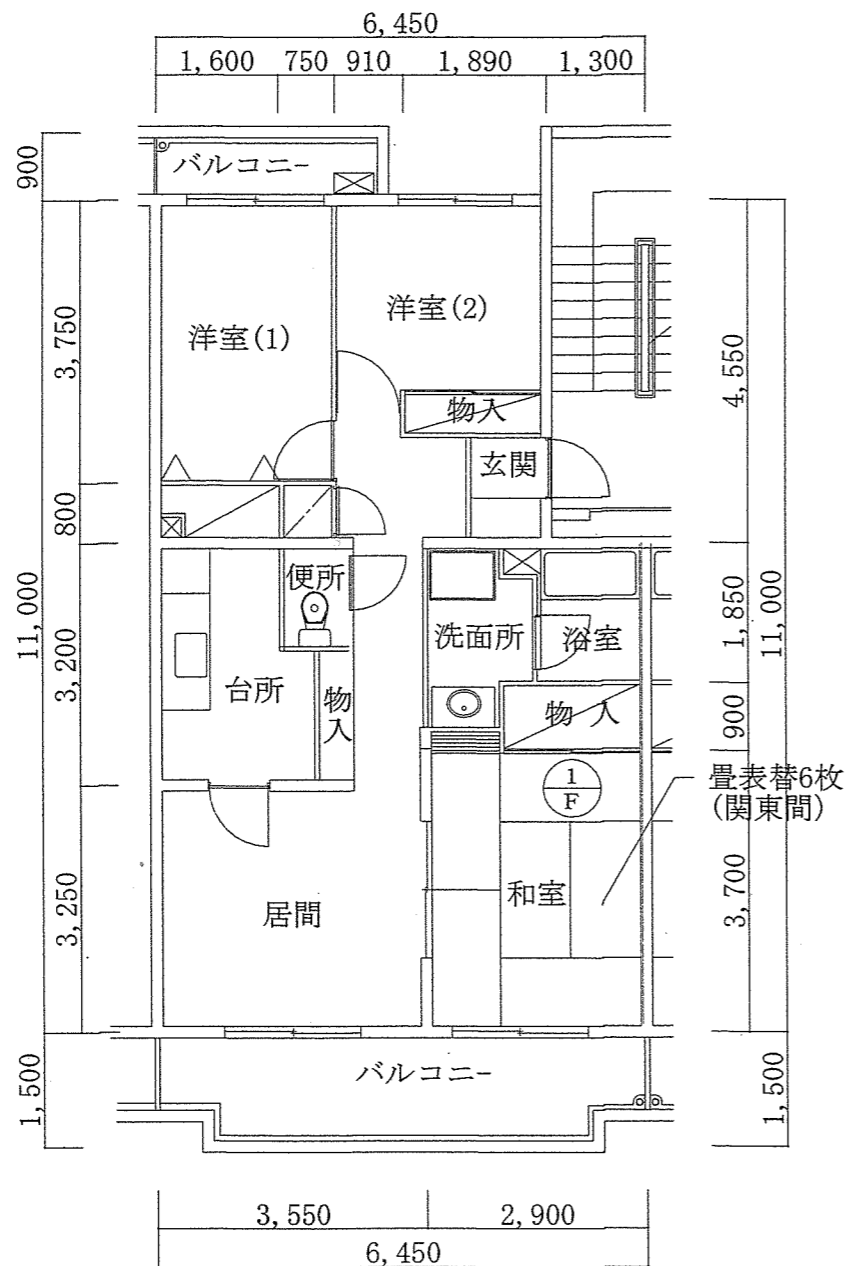 6,450
1,600 750 910 1,890 1,300
900
バルコニー
3,750
洋室(1)
洋室(2)
4,550
物入
玄関
800
便所
11,000
3,200
洗面所
浴室
1,850
11,000
台所
物入
物 入
900
1
F
畳表替6枚
(関東間)
3,250
居間
和室
3,700
1,500
バルコニー
1,500
3,550 2,900
6,450